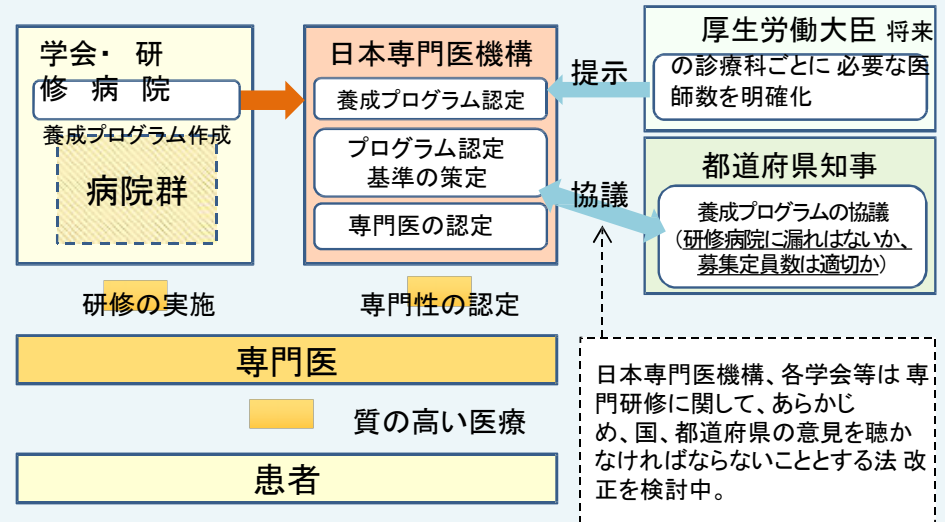 学会・ 研
修 病 院
養成プログラム作成
病院群
日本専門医機構
養成プログラム認定
プログラム認定
基準の策定
専門医の認定
提示
協議
厚生労働大臣 将来
の診療科ごとに 必要な医
師数を明確化
都道府県知事
養成プログラムの協議
（研修病院に漏れはないか、
募集定員数は適切か）
研修の実施
専門性の認定
専門医
質の高い医療
患者
日本専門医機構、各学会等は 専
門研修に関して、あらかじ
め、国、都道府県の意見を聴か
なければならないこととする法 改
正を検討中。